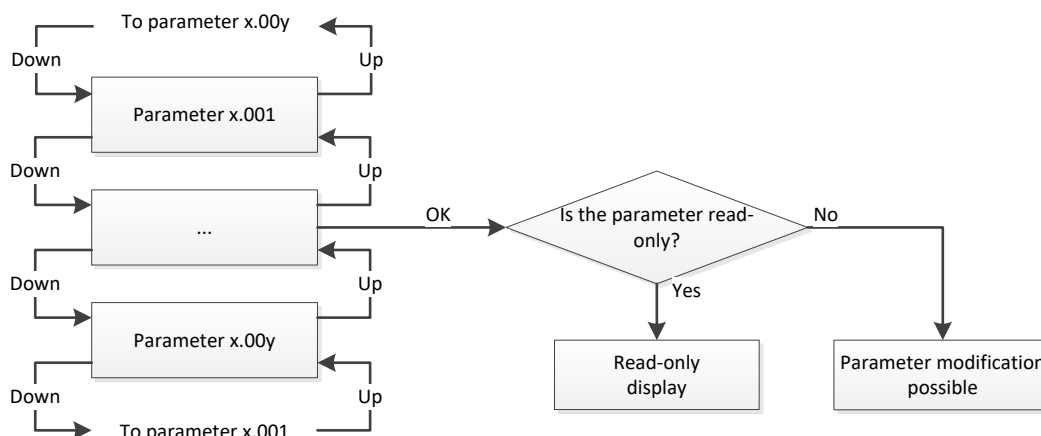 To parameter x.00y
Down
Up
Parameter x.001
Down
Up
...
OK
Is the parameter read-
only?
No
Yes
Down
Up
Parameter x.00y
Read-only
display
Parameter modification
possible
Down
Up
To parameter x.001